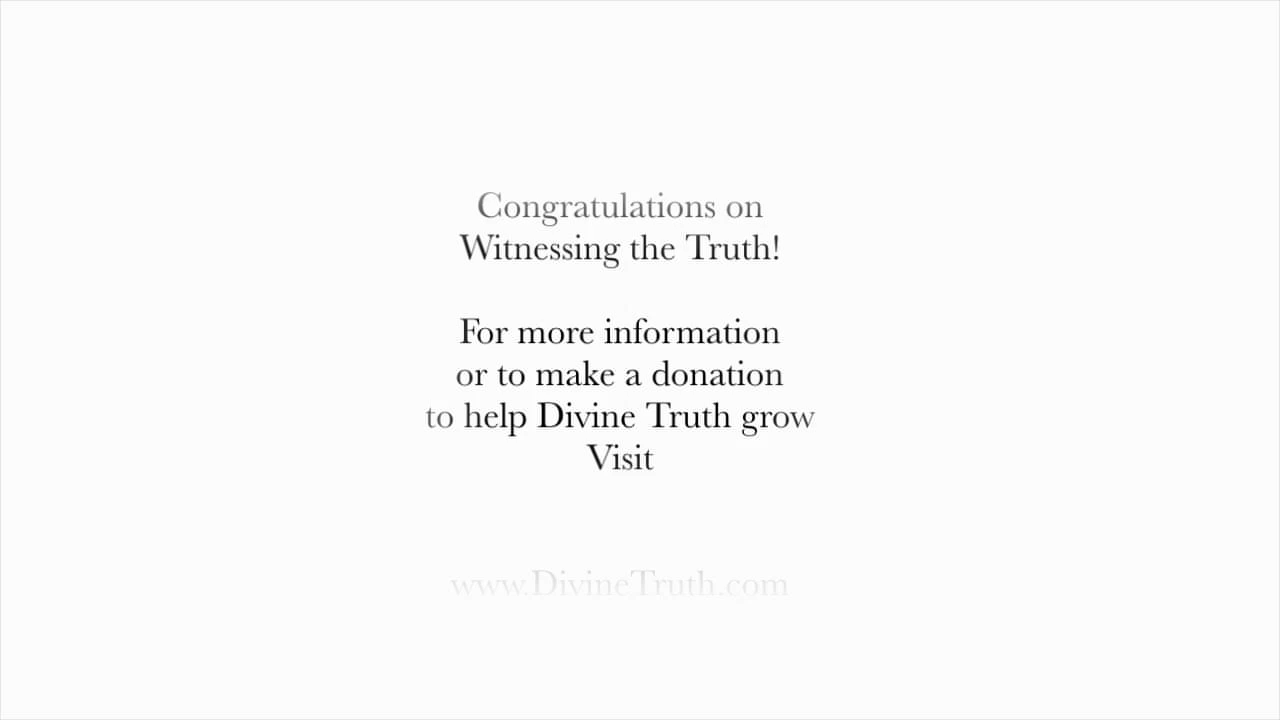 Congratulations on
Witnessing the Truth!
For more information
or to make a donation
to help Divine Truth grow
Visit
www.DivineTruth.com